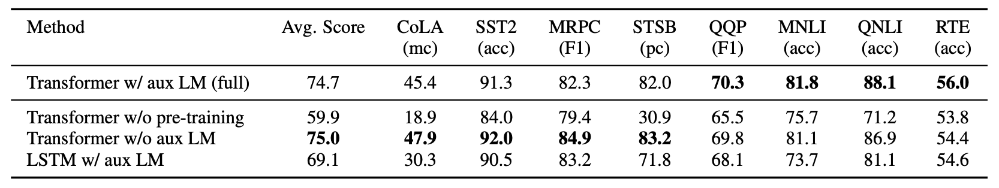 Method Avg. Score CoLA SST2 MRPC STSB QQP MNLI QNLI RTE
(mc) (acc) (F1) (pc) (F1) (acc) (acc) (acc)
Transformer w/ aux LM (full) 74.7 45.4 91.3 82.3 82.0 70.3 81.8 88.1 56.0
Transformer w/o pre-training 59.9 18.9 84.0 79.4 30.9 65.5 75.7 71.2 53.8
Transformer w/o aux LM 75.0 47.9 92.0 84.9 83.2 69.8 81.1 86.9 54.4
LSTM w/ aux LM 69.1 30.3 90.5 83.2 71.8 68.1 73.7 81.1 54.6